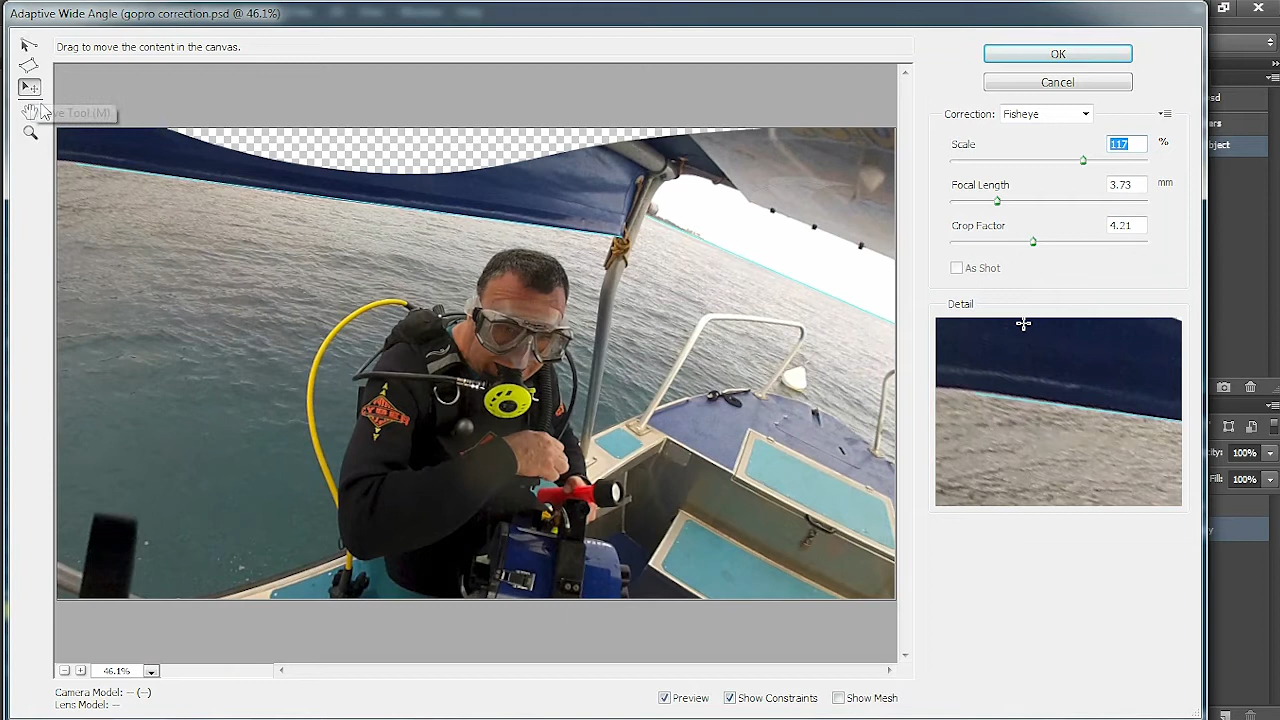 Adaptive Wide Angle (gopro correction.psd @ 46.1%)
Drag to move the content in the canvas.
ve Tool (M)
OK
Cancel
Correction: Fisheye
Scale 117 %
Focal Length 3.73 mm
Crop Factor 4.21
As Shot
Detail
46.1%
Camera Model: -- (--)
Lens Model: --
Preview
Show Constraints
Show Mesh
100%
100%